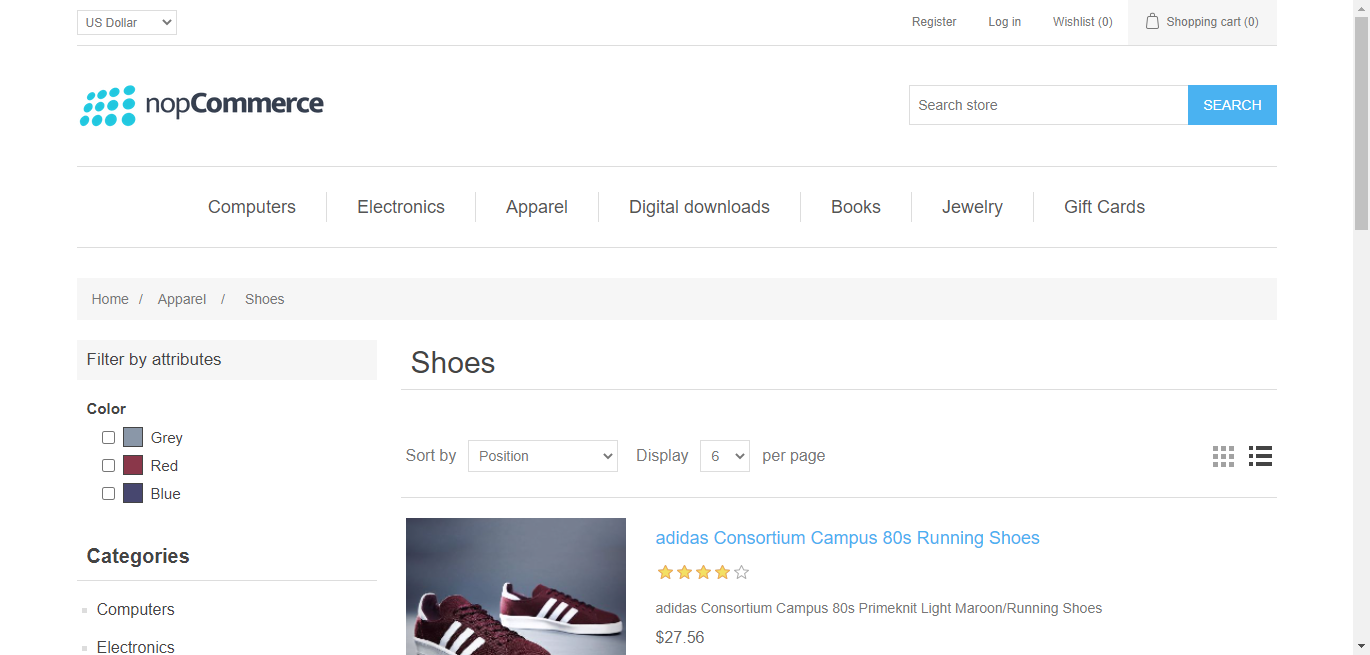 US Dollar
Register
Log in
Wishlist (0)
Shopping cart (0)
nopCommerce
Search store
SEARCH
Computers
Electronics
Apparel
Digital downloads
Books
Jewelry
Gift Cards
Home / Apparel / Shoes
Filter by attributes
Color
Grey
Red
Blue
Categories
Computers
Electronics
Shoes
Sort by Position Display 6 per page
adidas Consortium Campus 80s Running Shoes
adidas Consortium Campus 80s Primeknit Light Maroon/Running Shoes
$27.56